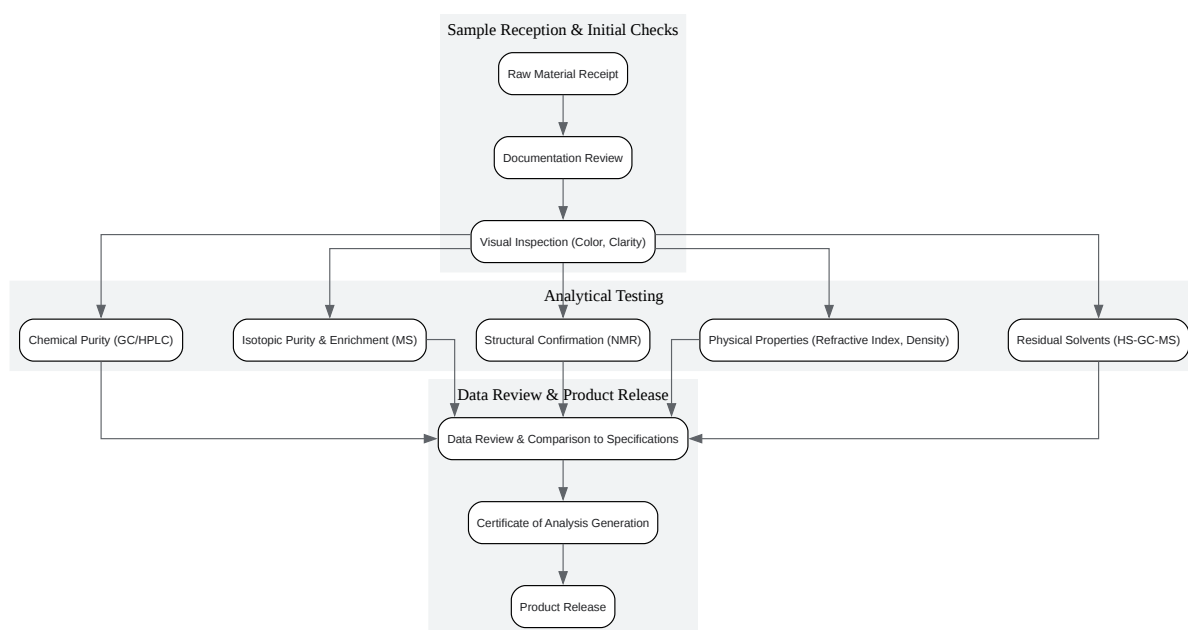 Sample Reception & Initial Checks
Raw Material Receipt
Documentation Review
Visual Inspection (Color, Clarity)
Analytical Testing
Chemical Purity (GC/HPLC)
Isotopic Purity & Enrichment (MS)
Structural Confirmation (NMR)
Physical Properties (Refractive Index, Density)
Residual Solvents (HS-GC-MS)
Data Review & Product Release
Data Review & Comparison to Specifications
Certificate of Analysis Generation
Product Release